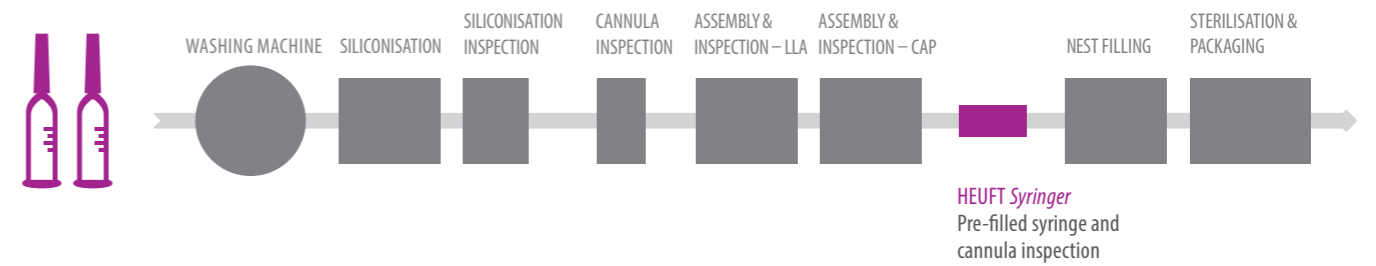 WASHING MACHINE
SILICONISATION
SILICONISATION
INSPECTION
CANNULA
INSPECTION
ASSEMBLY &
INSPECTION – LLA
ASSEMBLY &
INSPECTION – CAP
NEST FILLING
STERILISATION &
PACKAGING
HEUFT Syringer
Pre-filled syringe and
cannula inspection